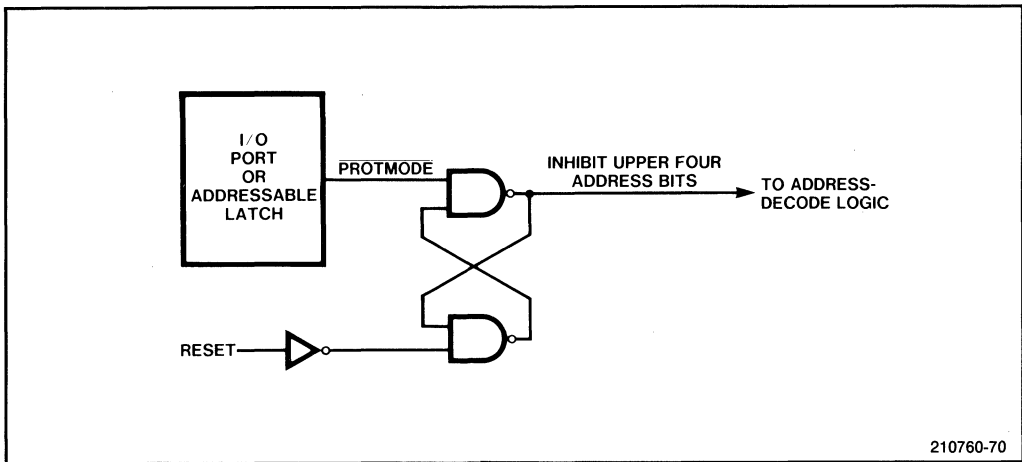 I/O
PORT
OR
ADDRESSABLE
LATCH
PROTMODE
INHIBIT UPPER FOUR
ADDRESS BITS
TO ADDRESS-
DECODE LOGIC
RESET
210760-70